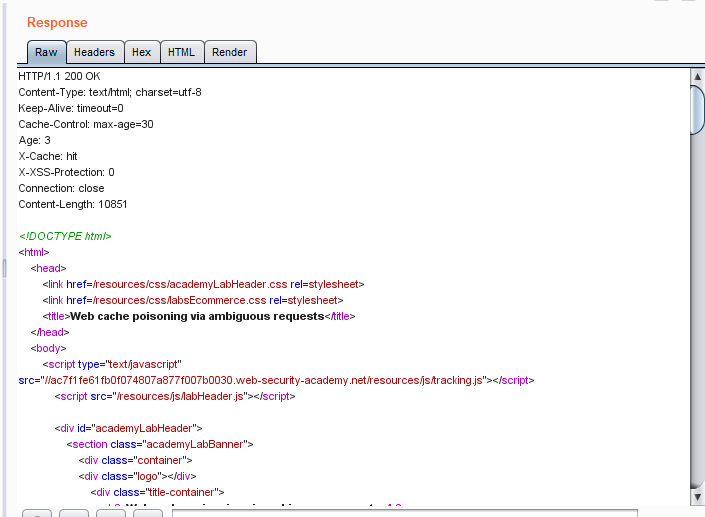 Response
Raw Headers Hex HTML Render
HTTP/1.1 200 OK
Content-Type: text/html; charset=utf-8
Keep-Alive: timeout=0
Cache-Control: max-age=30
Age: 3
X-Cache: hit
X-XSS-Protection: 0
Connection: close
Content-Length: 10851
<!DOCTYPE html>
<html>
<head>
<link href=/resources/css/academyLabHeader.css rel=stylesheet>
<link href=/resources/css/labsEcommerce.css rel=stylesheet>
<title>Web cache poisoning via ambiguous requests</title>
</head>
<body>
<script type="text/javascript"
src="//ac7f1fe61fb0f074807a877f007b0030.web-security-academy.net/resources/js/tracking.js"></script>
<script src="/resources/js/labHeader.js"></script>
<div id="academyLabHeader">
<section class="academyLabBanner">
<div class="container">
<div class="logo"></div>
<div class="title-container">